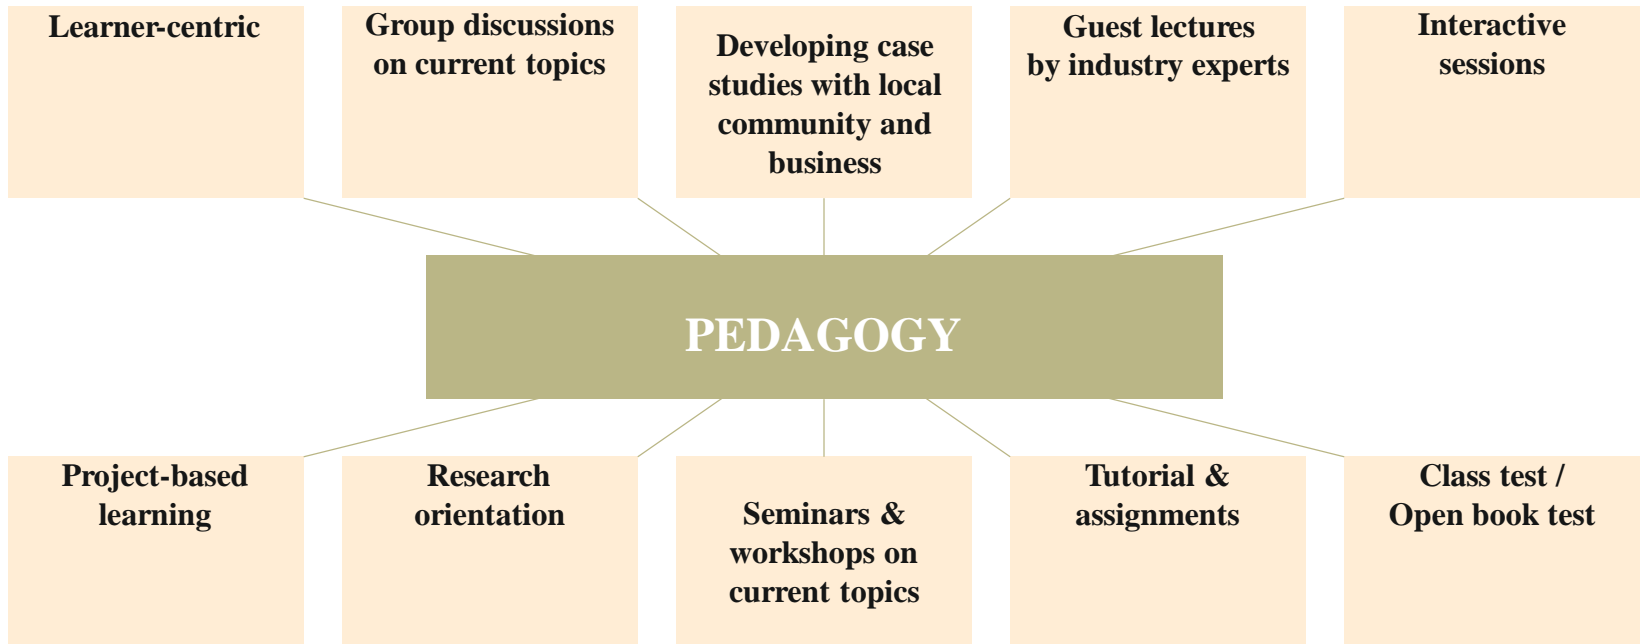 Learner-centric
Group discussions
on current topics
Developing case
studies with local
community and
business
Guest lectures
by industry experts
Interactive
sessions
PEDAGOGY
Project-based
learning
Research
orientation
Seminars &
workshops on
current topics
Tutorial &
assignments
Class test /
Open book test